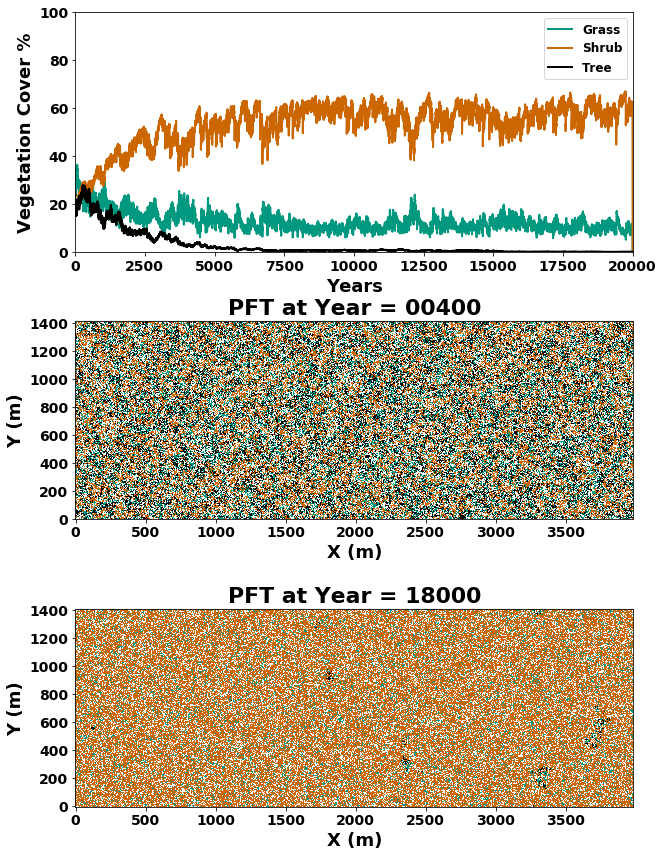 100
80
60
40
20
0
Vegetation Cover %
Grass
Shrub
Tree
0 2500 5000 7500 10000 12500 15000 17500 20000
Years
PFT at Year = 00400
1400
1200
1000
800
600
400
200
0
Y (m)
0 500 1000 1500 2000 2500 3000 3500
X (m)
PFT at Year = 18000
1400
1200
1000
800
600
400
200
0
Y (m)
0 500 1000 1500 2000 2500 3000 3500
X (m)